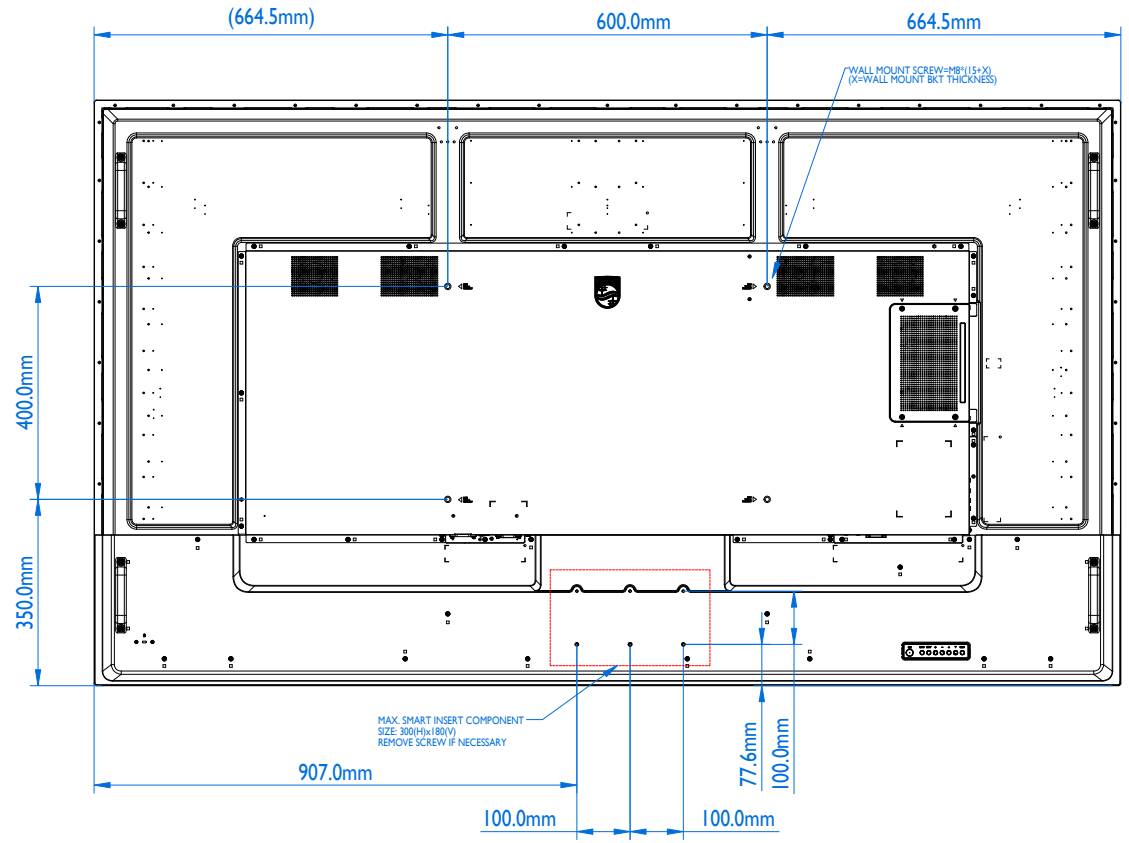 (664.5mm)
600.0mm
664.5mm
WALL MOUNT SCREW=M8*(15+X)
(X=WALL MOUNT BKT THICKNESS)
400.0mm
350.0mm
MAX. SMART INSERT COMPONENT
SIZE: 300(H)x180(V)
REMOVE SCREW IF NECESSARY
77.6mm
100.0mm
907.0mm
100.0mm
100.0mm